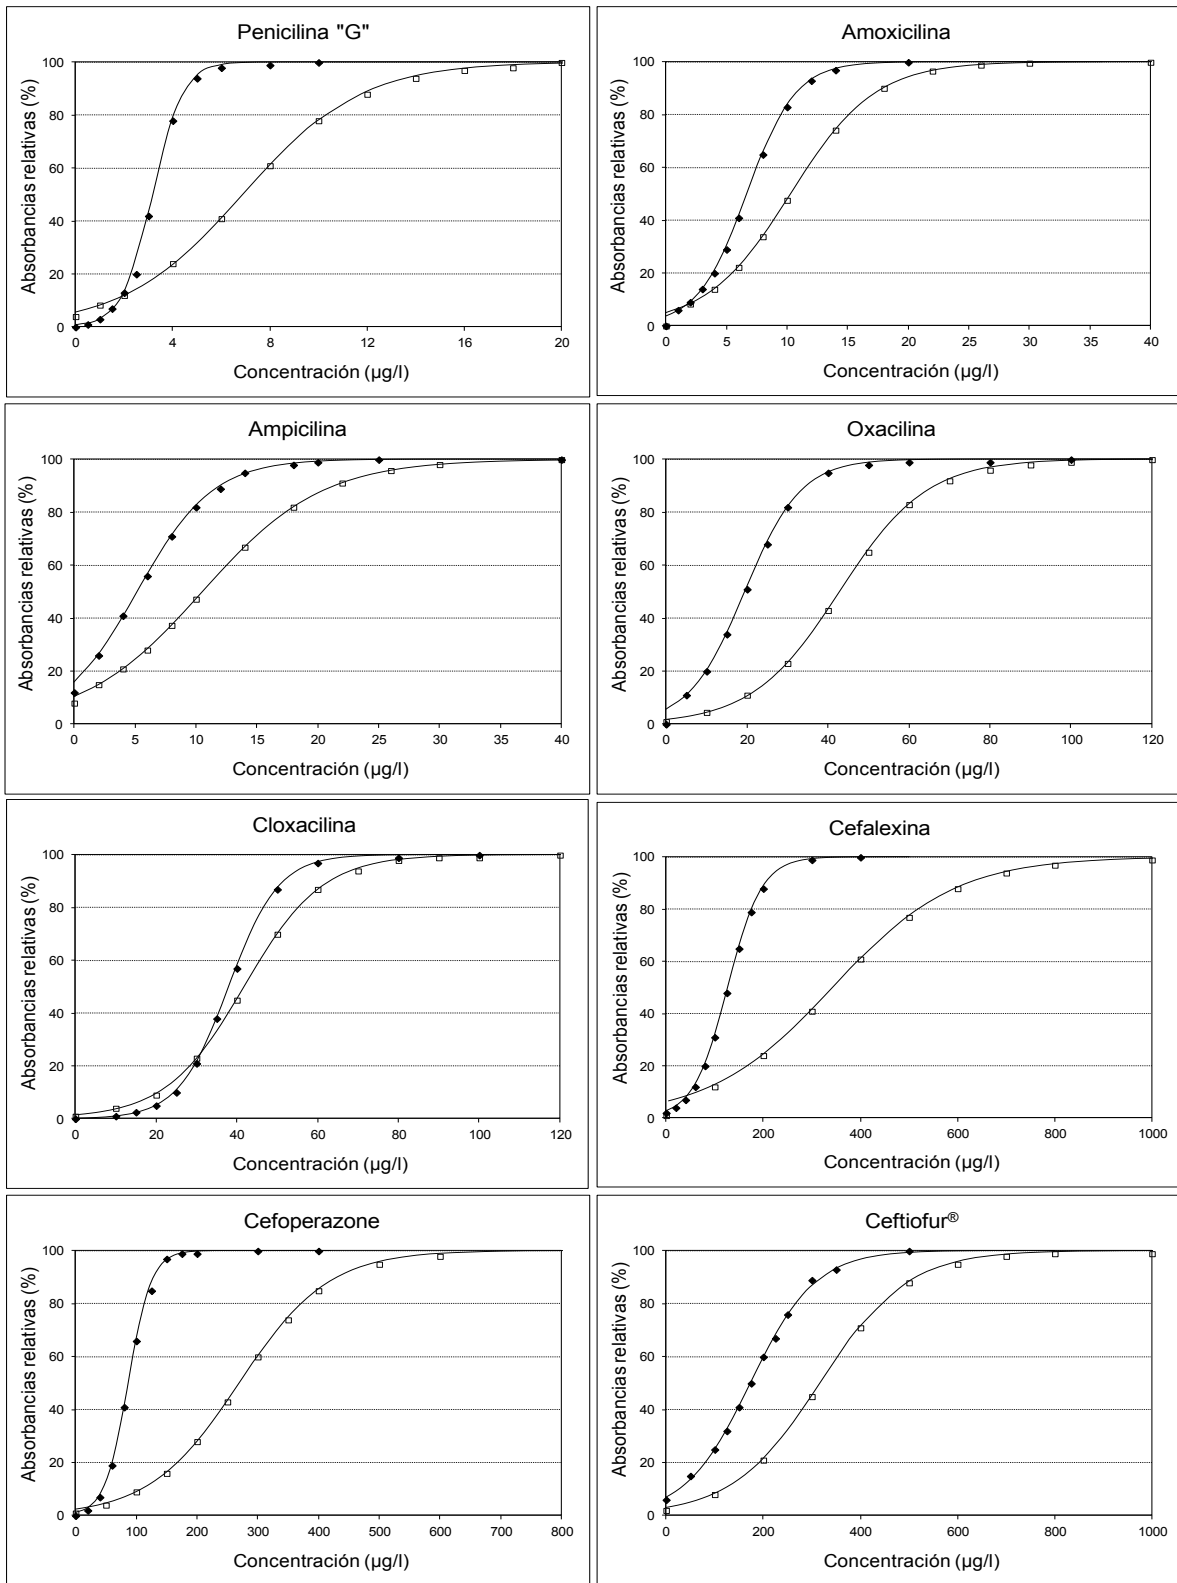 Penicilina "G"
Absorbancias relativas (%)
100
80
60
40
20
0
0 4 8 12 16 20
Concentración (µg/l)
Amoxicilina
Absorbancias relativas (%)
100
80
60
40
20
0
0 5 10 15 20 25 30 35 40
Concentración (µg/l)
Ampicilina
Absorbancias relativas (%)
100
80
60
40
20
0
0 5 10 15 20 25 30 35 40
Concentración (µg/l)
Oxacilina
Absorbancias relativas (%)
100
80
60
40
20
0
0 20 40 60 80 100 120
Concentración (µg/l)
Cloxacilina
Absorbancias relativas (%)
100
80
60
40
20
0
0 20 40 60 80 100 120
Concentración (µg/l)
Cefalexina
Absorbancias relativas (%)
100
80
60
40
20
0
0 200 400 600 800 1000
Concentración (µg/l)
Cefoperazone
Absorbancias relativas (%)
100
80
60
40
20
0
0 100 200 300 400 500 600 700 800
Concentración (µg/l)
Ceftiofur®
Absorbancias relativas (%)
100
80
60
40
20
0
0 200 400 600 800 1000
Concentración (µg/l)